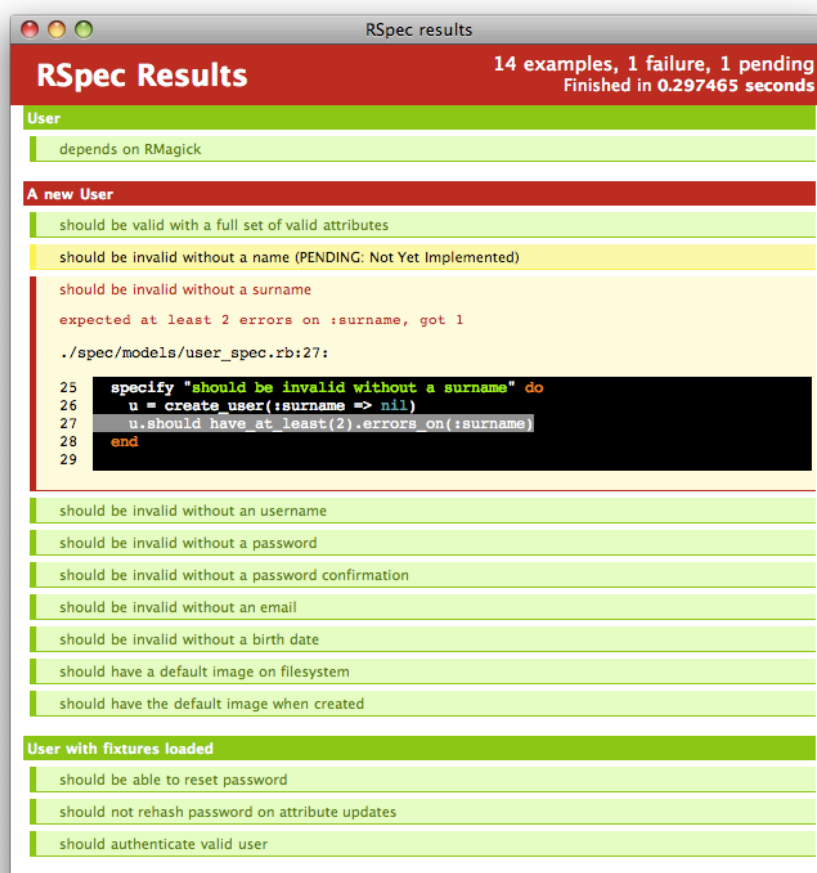 RSpec results
RSpec Results
14 examples, 1 failure, 1 pending
Finished in 0.297465 seconds
User
depends on RMagick
A new User
should be valid with a full set of valid attributes
should be invalid without a name (PENDING: Not Yet Implemented)
should be invalid without a surname
expected at least 2 errors on :surname, got 1
./spec/models/user_spec.rb:27:
25 specify "should be invalid without a surname" do
26 u = create_user(:surname => nil)
27 u.should have_at_least(2).errors_on(:surname)
28 end
29
should be invalid without an username
should be invalid without a password
should be invalid without a password confirmation
should be invalid without an email
should be invalid without a birth date
should have a default image on filesystem
should have the default image when created
User with fixtures loaded
should be able to reset password
should not rehash password on attribute updates
should authenticate valid user